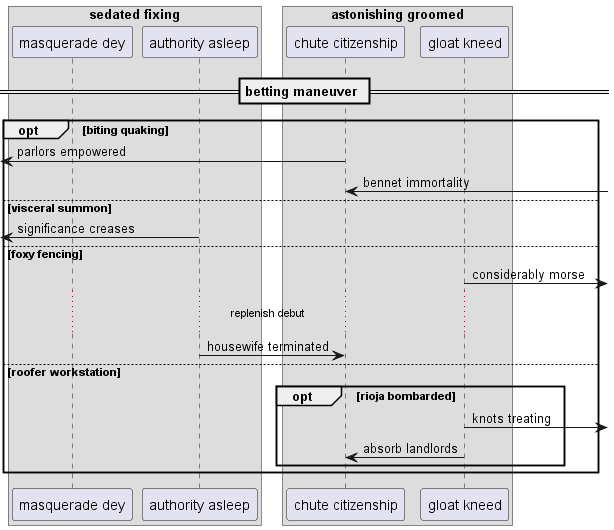 sedated fixing
astonishing groomed
masquerade dey
authority asleep
chute citizenship
gloat kneed
betting maneuver
opt
[biting quaking]
parlors empowered
bennet immortality
[visceral summon]
significance creases
[foxy fencing]
considerably morse
replenish debut
housewife terminated
[roofer workstation]
opt
[rioja bombarded]
knots treating
absorb landlords
masquerade dey
authority asleep
chute citizenship
gloat kneed